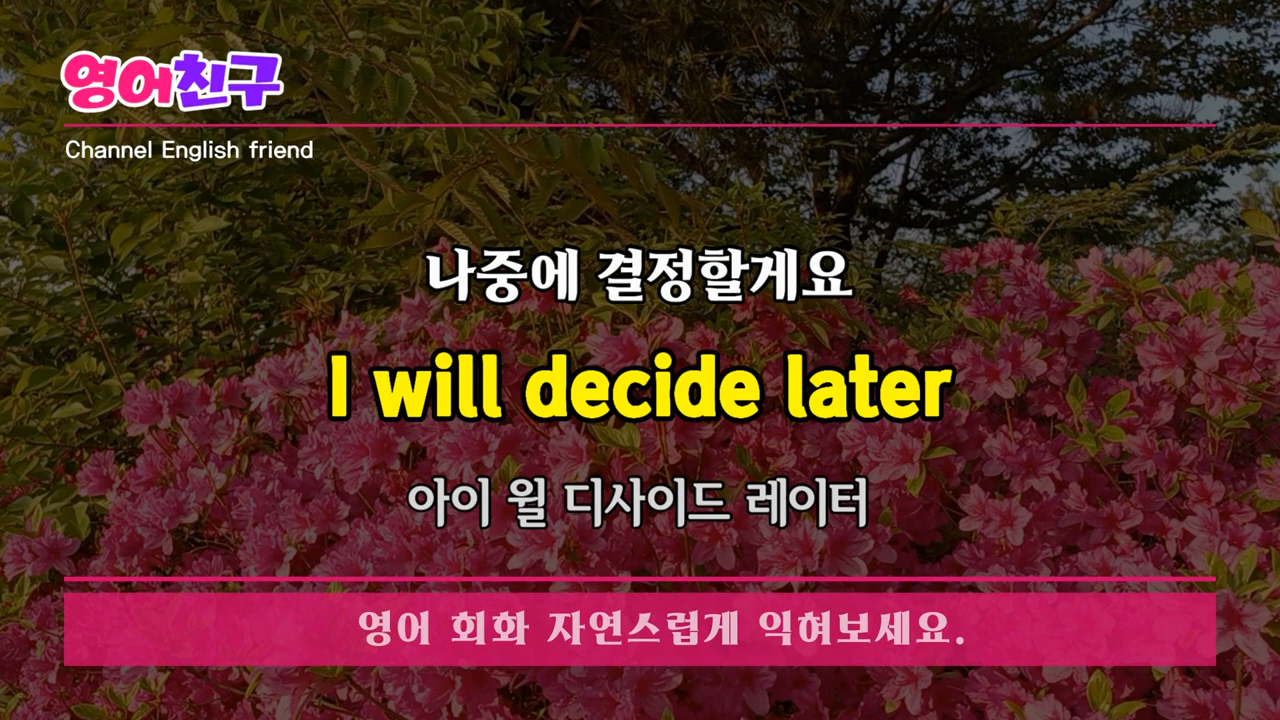 영어친구
Channel English friend
나중에 결정할게요
I will decide later
아이 윌 디사이드 레이터
영어 회화 자연스럽게 익혀보세요.